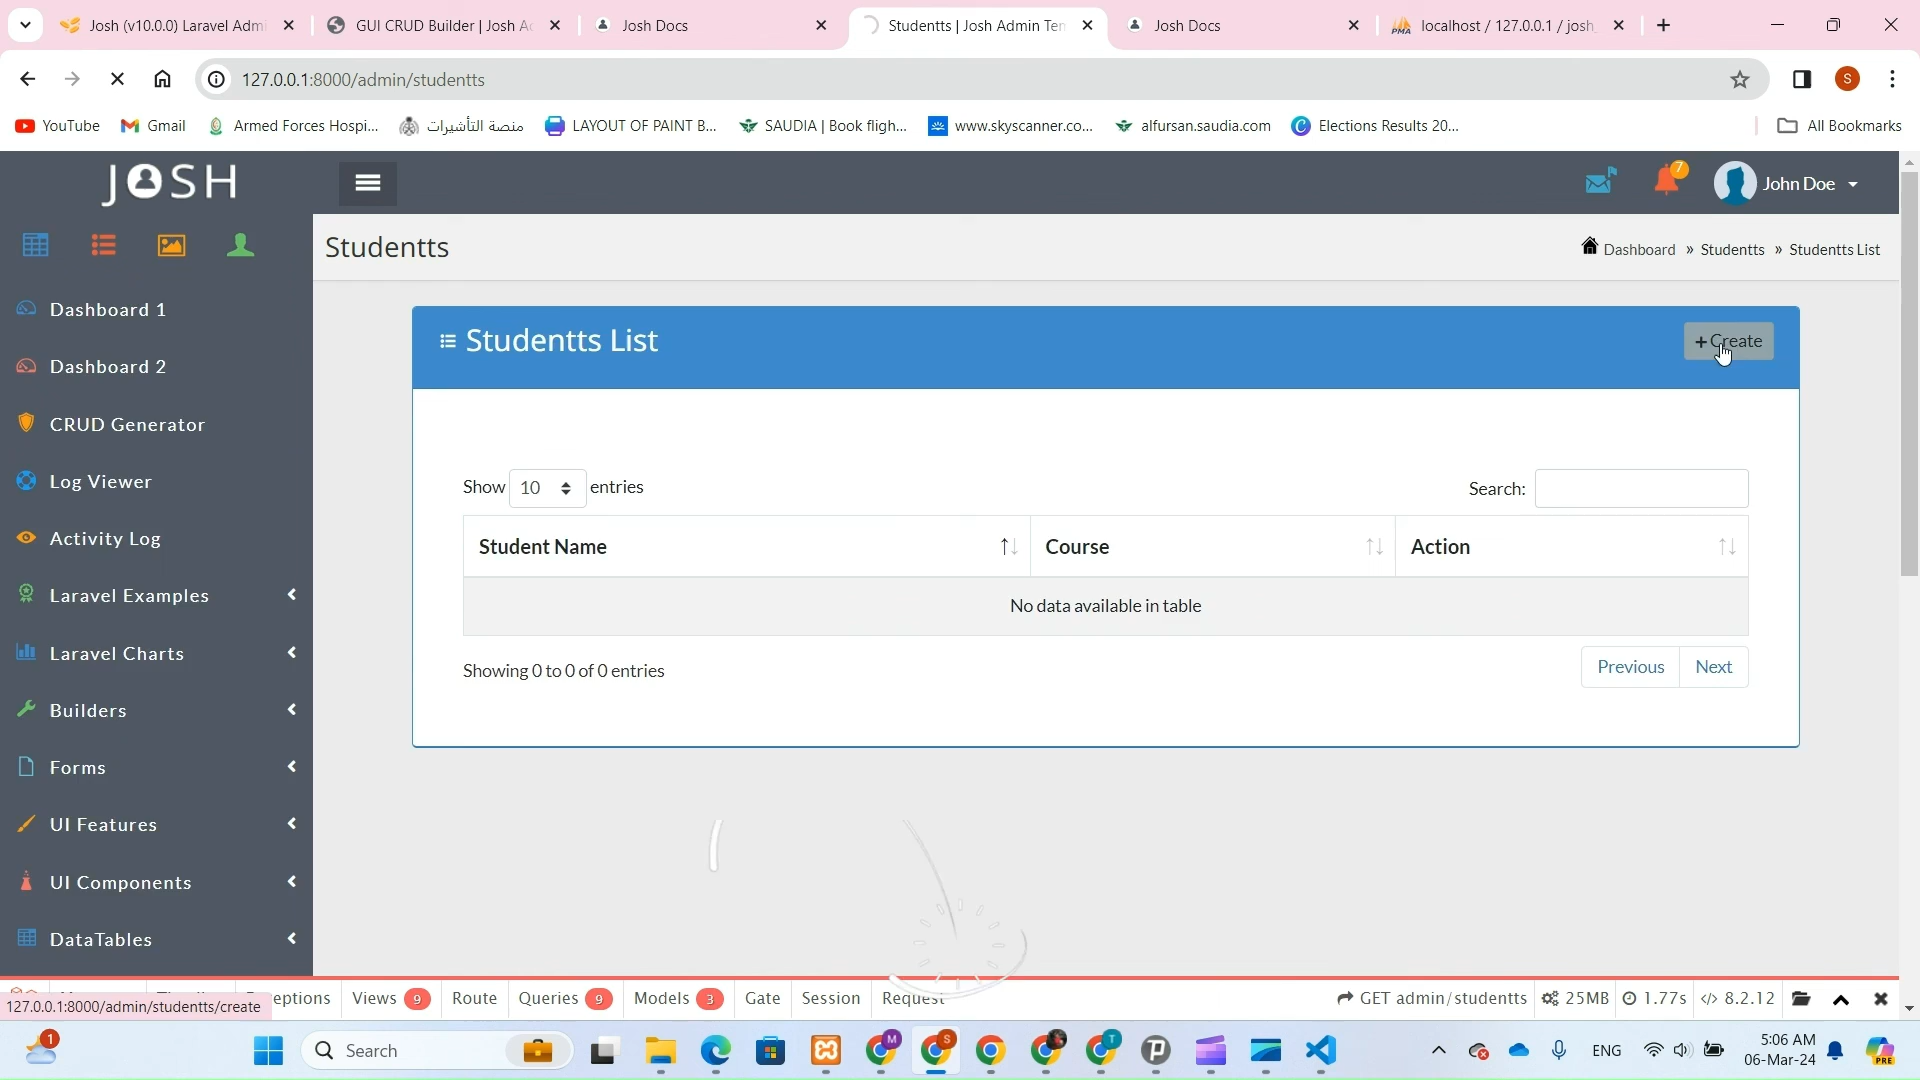 Josh (v10.0.0) Laravel Admi
GUI CRUD Builder | Josh Ad
Josh Docs
Studentts | Josh Admin Tem
Josh Docs
localhost / 127.0.0.1 / josh_
127.0.0.1:8000/admin/studentts
S
YouTube
Gmail
Armed Forces Hospi...
منصة التأشيرات
LAYOUT OF PAINT B...
SAUDIA | Book fligh...
www.skyscanner.co...
alfursan.saudia.com
Elections Results 20...
All Bookmarks
JOSH
7
John Doe
Studentts
Dashboard » Studentts » Studentts List
Dashboard 1
Dashboard 2
CRUD Generator
Log Viewer
Activity Log
Laravel Examples
Laravel Charts
Builders
Forms
UI Features
UI Components
DataTables
Studentts List
+ Create
Show 10 entries
Search:
Student Name Course Action
No data available in table
Showing 0 to 0 of 0 entries
Previous Next
127.0.0.1:8000/admin/studentts/create
eptions Views 9 Route Queries 9 Models 3 Gate Session Request
GET admin/studentts 25MB 1.77s 8.2.12
1
Search
M
S
T
ENG
5:06 AM
06-Mar-24
PRE